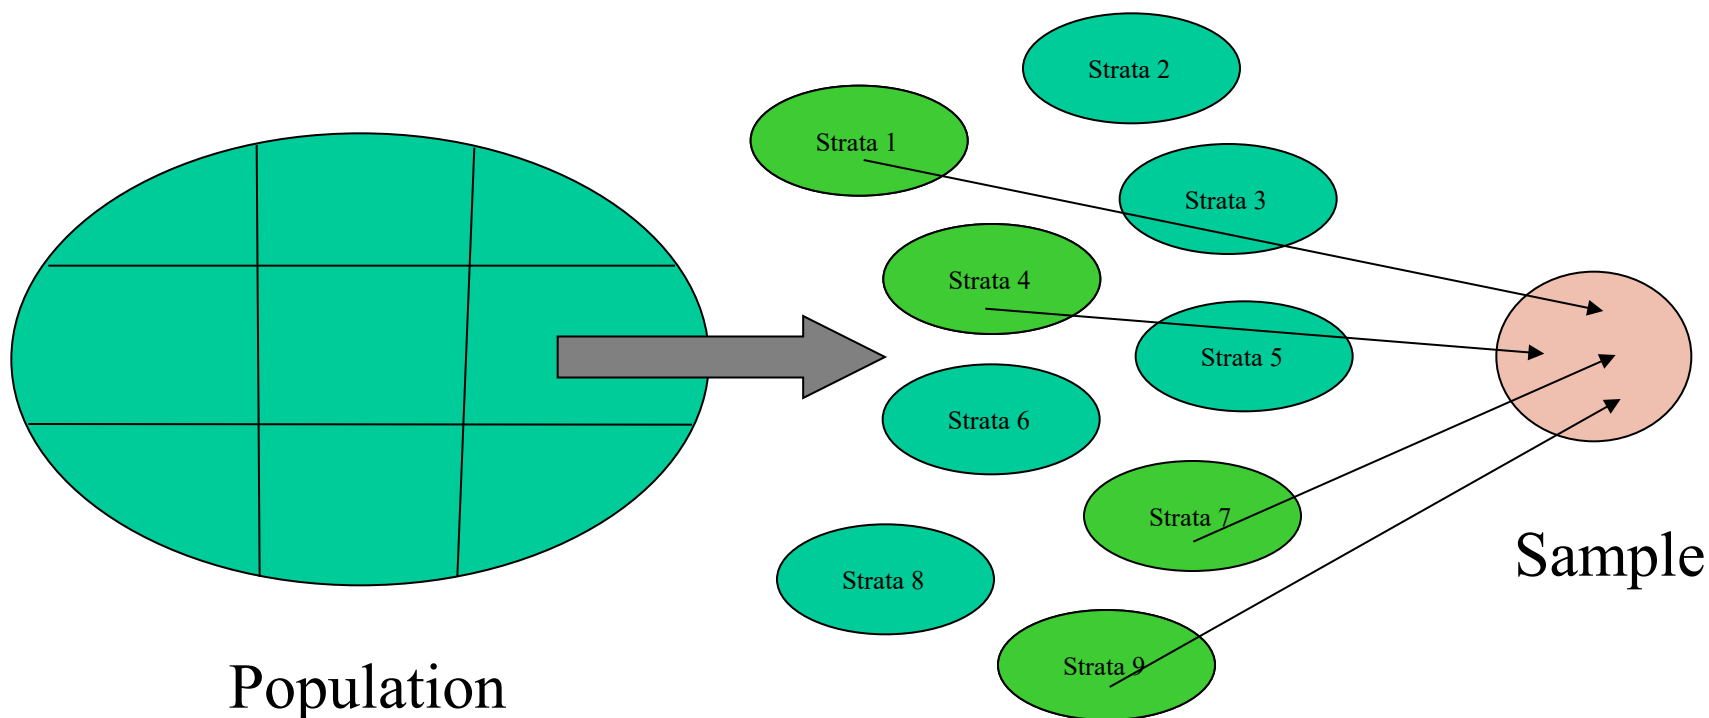 Strata 2
Strata 1
Strata 3
Strata 4
Strata 5
Strata 6
Strata 7
Sample
Strata 8
Strata 9
Population